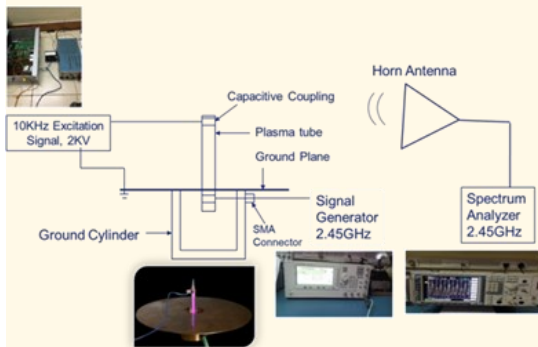 Horn Antenna
Capacitive Coupling
10KHz Excitation
Signal, 2KV
Plasma tube
Ground Plane
Signal
Generator
2.45GHz
Spectrum
Analyzer
2.45GHz
SMA
Connector
Ground Cylinder